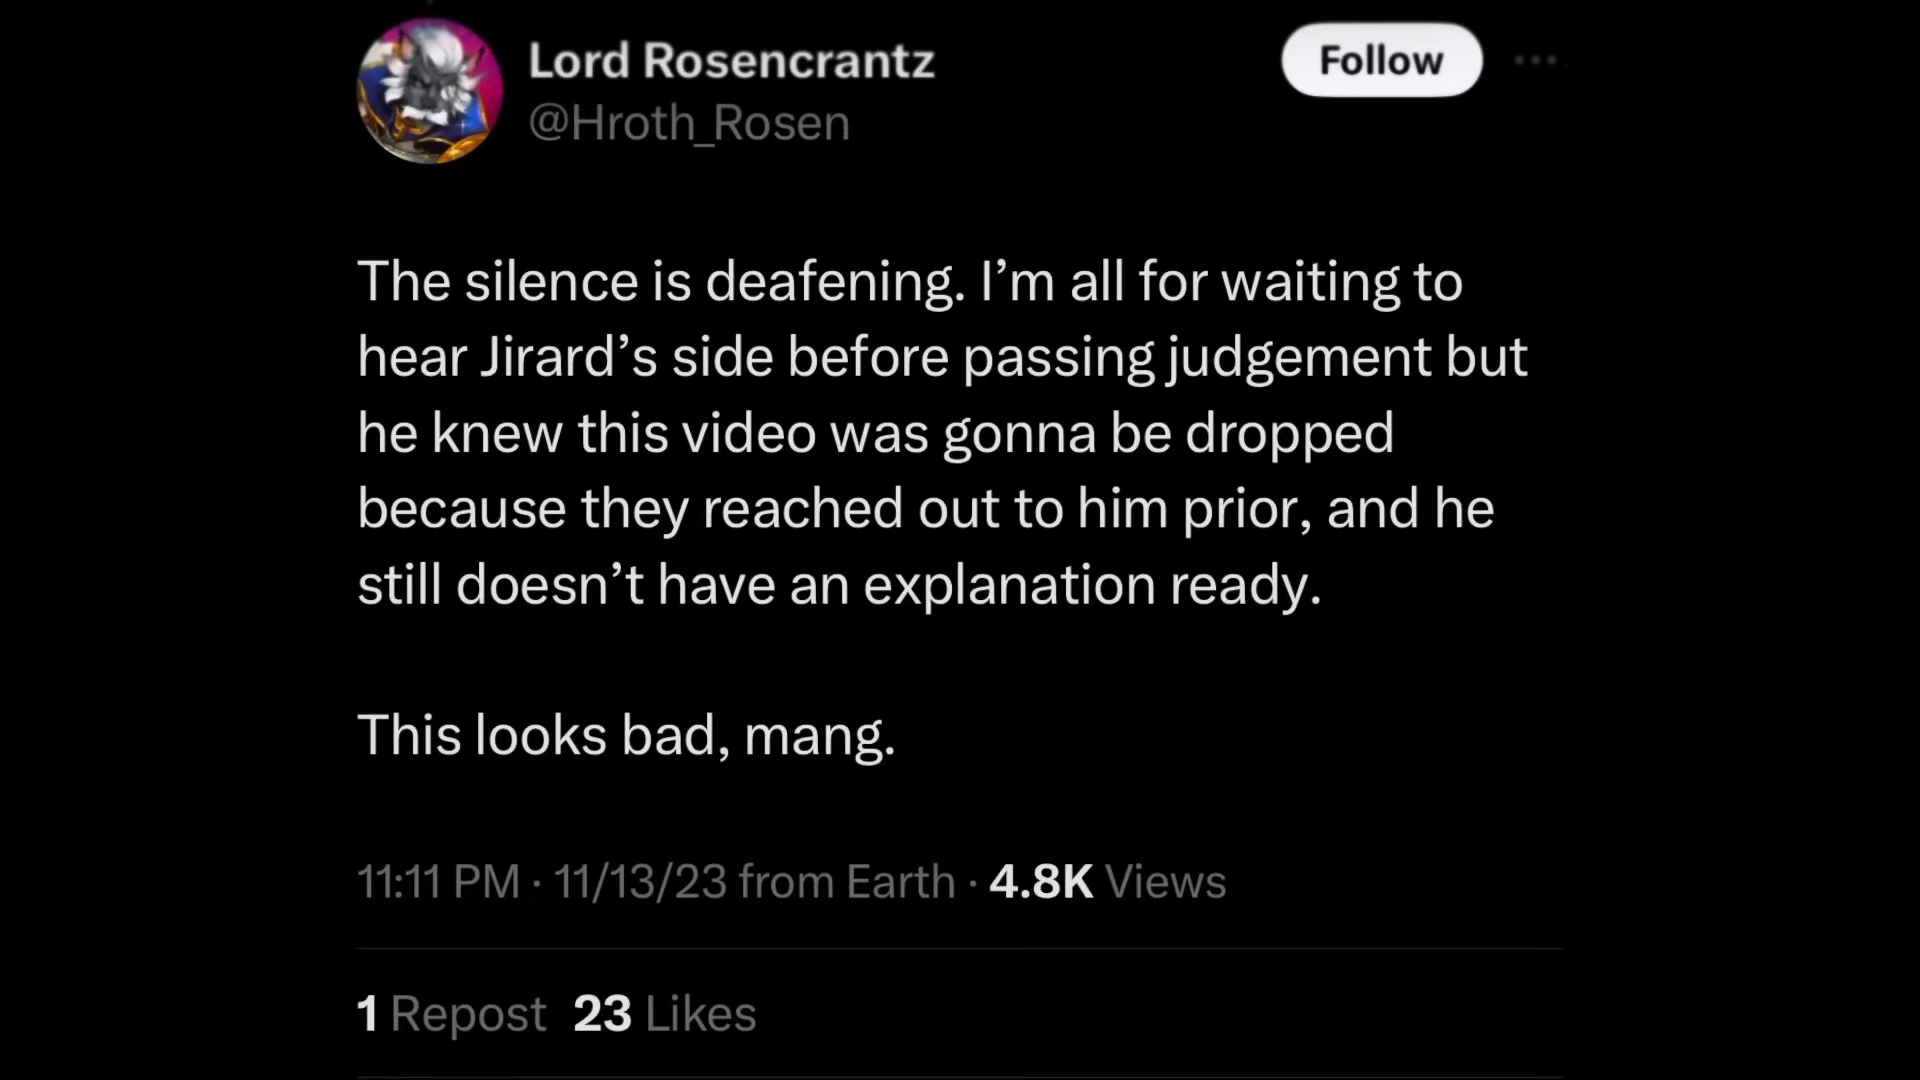 Lord Rosencrantz
Follow
@Hroth_Rosen
The silence is deafening. I’m all for waiting to
hear Jirard’s side before passing judgement but
he knew this video was gonna be dropped
because they reached out to him prior, and he
still doesn’t have an explanation ready.
This looks bad, mang.
11:11 PM · 11/13/23 from Earth · 4.8K Views
1 Repost 23 Likes